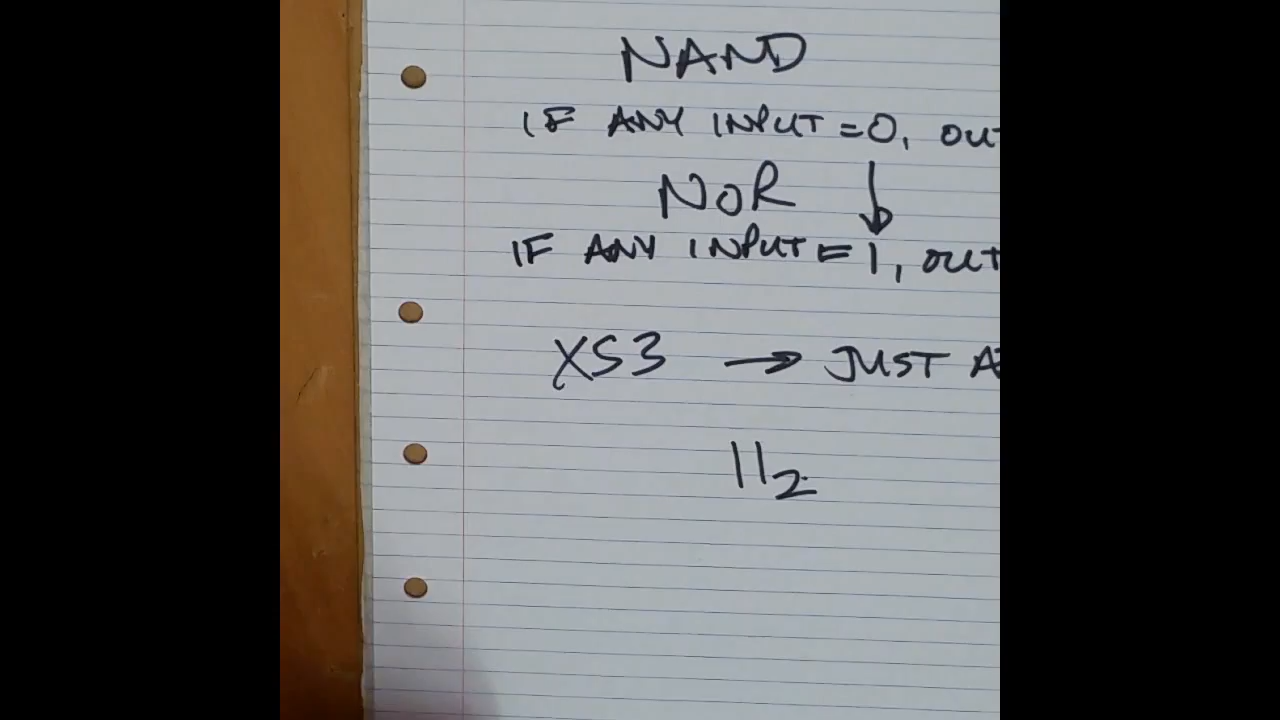 NAND
IF ANY INPUT = 0, OUT
NOR
IF ANY INPUT = 1, OUT
XS3 → JUST A
11₂